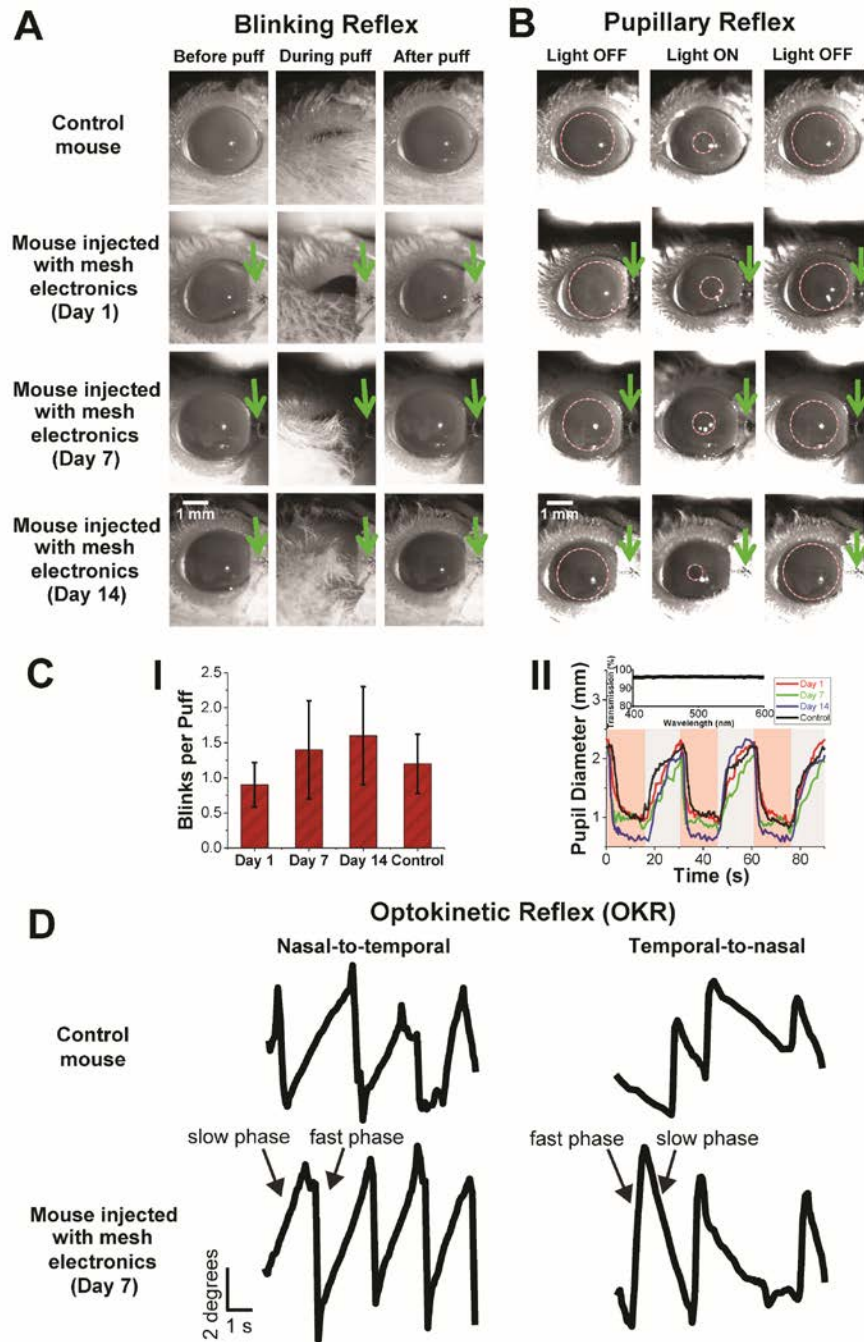 A
Blinking Reflex
Before puff During puff After puff
Control
mouse
Mouse injected
with mesh
electronics
(Day 1)
Mouse injected
with mesh
electronics
(Day 7)
1 mm
Mouse injected
with mesh
electronics
(Day 14)
B
Pupillary Reflex
Light OFF Light ON Light OFF
1 mm
C
I
Blinks per Puff
2.5
2.0
1.5
1.0
0.5
0.0
Day 1 Day 7 Day 14 Control
II
Pupil Diameter (mm)
3
2
1
0 20 40 60 80
Time (s)
Transmission (%)
100
90
80
400 500 600
Wavelength (nm)
Day 1
Day 7
Day 14
Control
D
Optokinetic Reflex (OKR)
Nasal-to-temporal Temporal-to-nasal
Control
mouse
slow phase fast phase
fast phase slow phase
Mouse injected
with mesh
electronics
(Day 7)
2 degrees
1 s